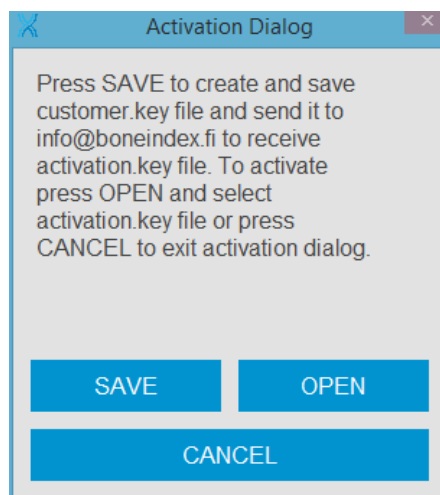 Activation Dialog
Press SAVE to create and save
customer.key file and send it to
info@boneindex.fi to receive
activation.key file. To activate
press OPEN and select
activation.key file or press
CANCEL to exit activation dialog.
SAVE
OPEN
CANCEL